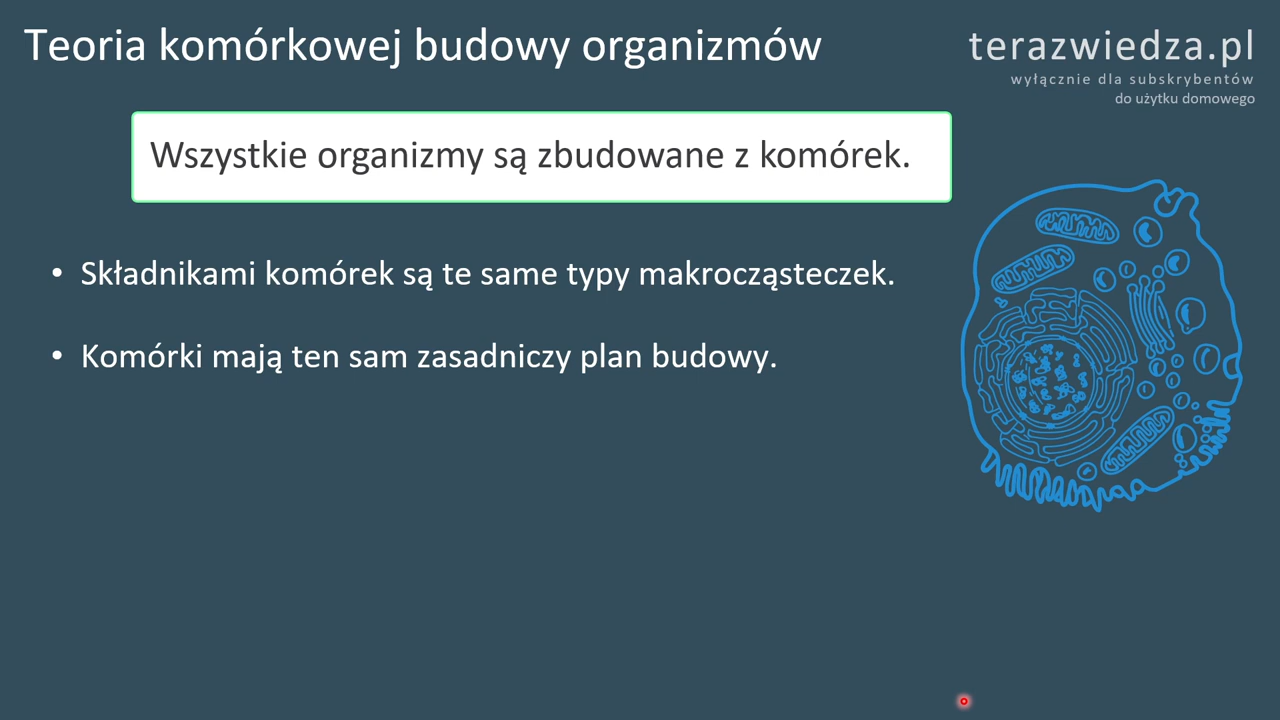 Teoria komórkowej budowy organizmów
terazwiedza.pl
wyłącznie dla subskrybentów
do użytku domowego
Wszystkie organizmy są zbudowane z komórek.
• Składnikami komórek są te same typy makrocząsteczek.
• Komórki mają ten sam zasadniczy plan budowy.